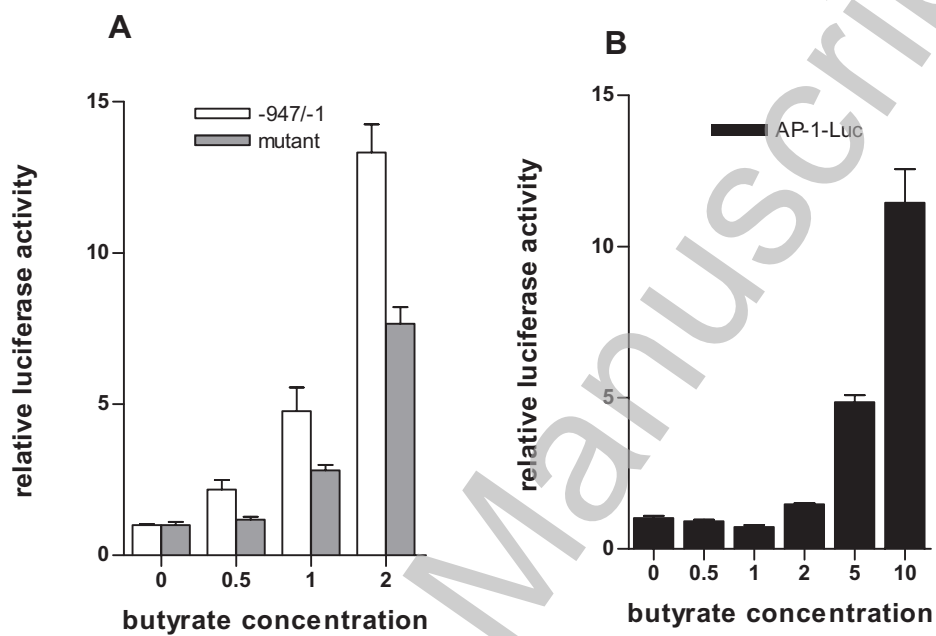 A
15
10
5
0
relative luciferase activity
-947/-1
mutant
0 0.5 1 2
butyrate concentration
B
15
10
5
0
relative luciferase activity
AP-1-Luc
0 0.5 1 2 5 10
butyrate concentration
Manuscri